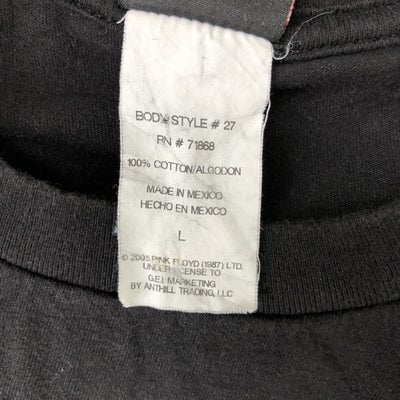 BODY STYLE # 27
RN # 71868
100% COTTON/ALGODON
MADE IN MEXICO
HECHO EN MEXICO
L
© 2005 PINK FLOYD (1987) LTD.
UNDER LICENSE TO
G.E.I. MARKETING
BY ANTHILL TRADING, LLC